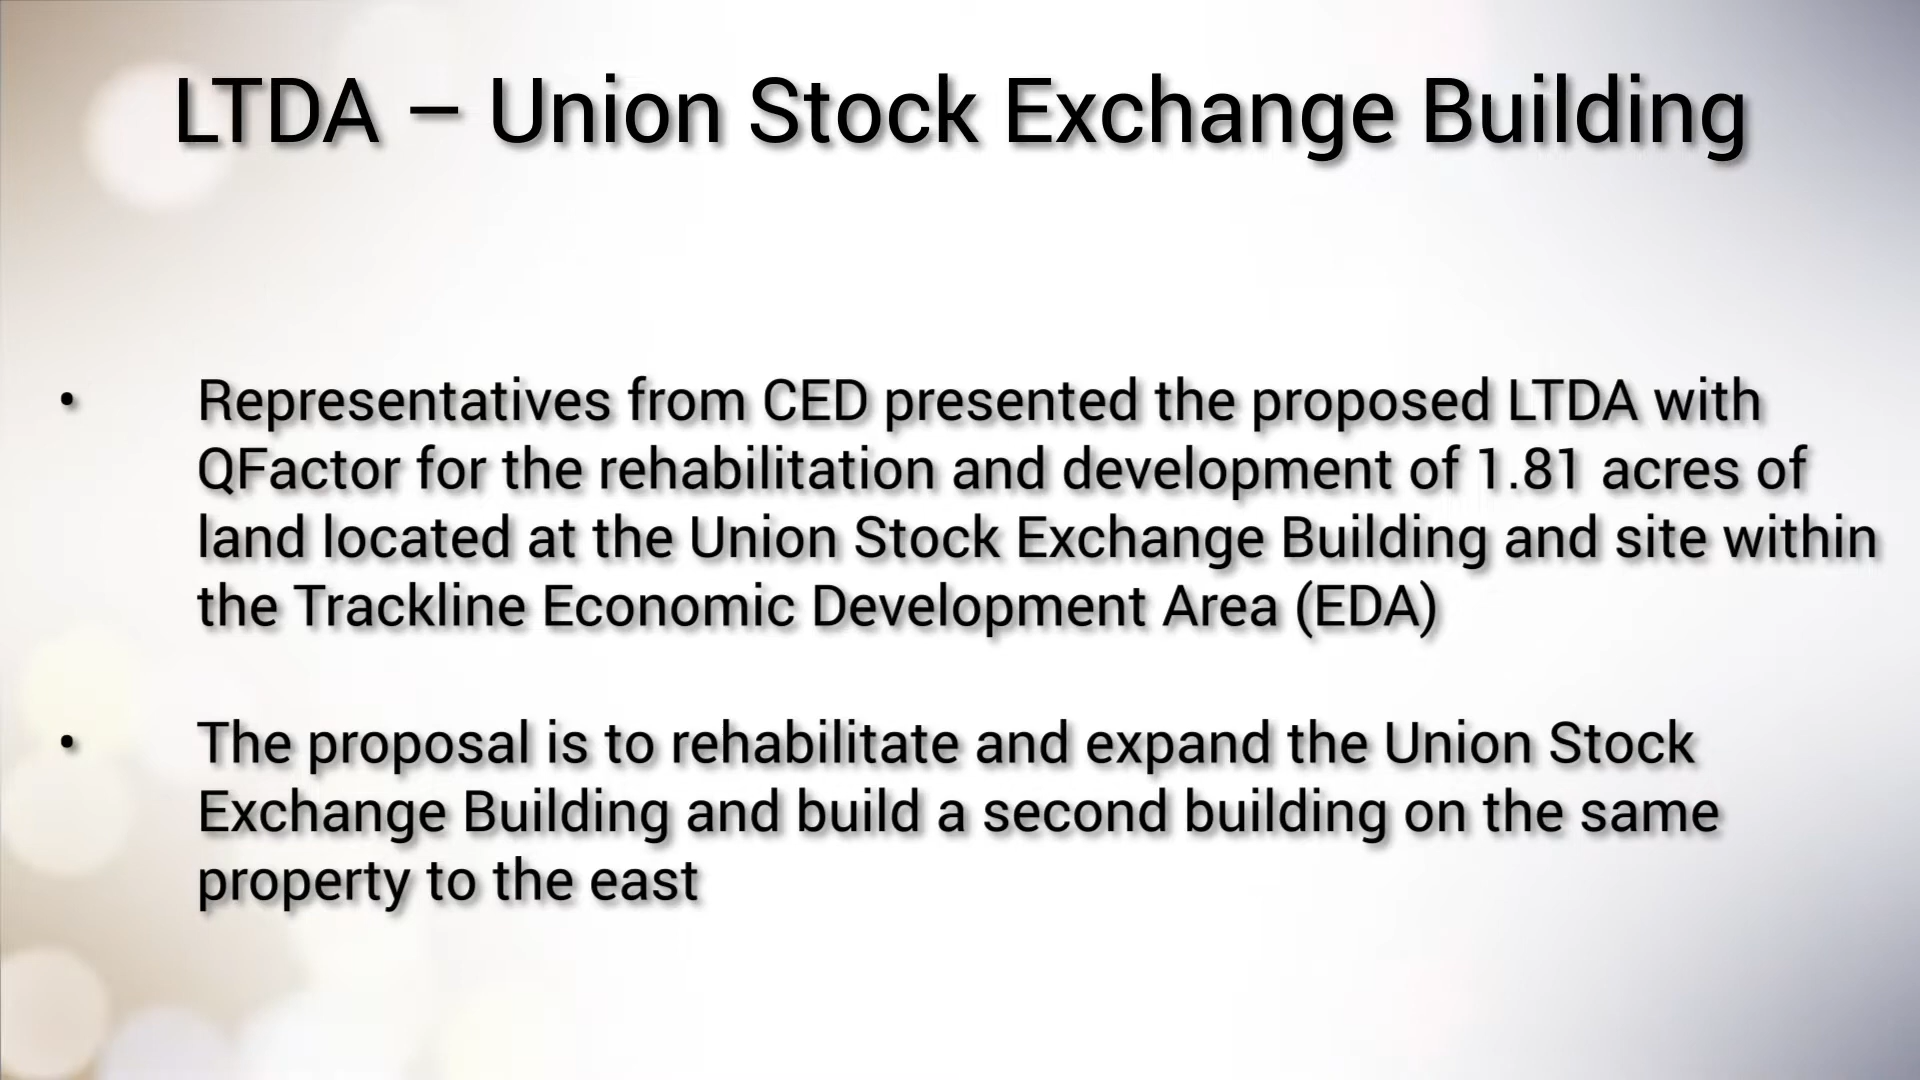 LTDA – Union Stock Exchange Building
• Representatives from CED presented the proposed LTDA with
QFactor for the rehabilitation and development of 1.81 acres of
land located at the Union Stock Exchange Building and site within
the Trackline Economic Development Area (EDA)
• The proposal is to rehabilitate and expand the Union Stock
Exchange Building and build a second building on the same
property to the east